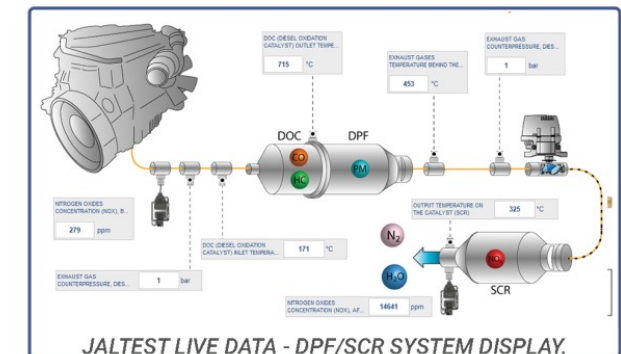 DOC (DIESEL OXIDATION
CATALYST) OUTLET TEMPE...
715 °C
EXHAUST GASES
TEMPERATURE BEHIND THE...
453 °C
EXHAUST GAS
COUNTERPRESSURE, DIES...
1 bar
DOC
DPF
CO
HC
PM
NITROGEN OXIDES
CONCENTRATION (NOX), B...
279 ppm
EXHAUST GAS
COUNTERPRESSURE, DIES...
1 bar
DOC (DIESEL OXIDATION
CATALYST) INLET TEMPERA...
171 °C
OUTPUT TEMPERATURE ON
THE CATALYST (SCR)
325 °C
N2
H2O
NOx
SCR
NITROGEN OXIDES
CONCENTRATION (NOX), AF...
14641 ppm
JALTEST LIVE DATA - DPF/SCR SYSTEM DISPLAY.